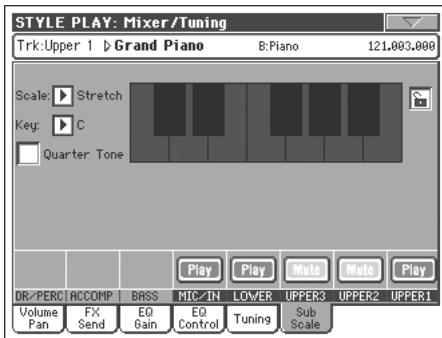 STYLE PLAY: Mixer/Tuning
Trk:Upper 1 Grand Piano B:Piano 121.003.000
Scale: Stretch
Key: C
Quarter Tone
Play Play Mute Mute Play
DR/PERC ACCOMP BASS MIC/IN LOWER UPPER3 UPPER2 UPPER1
Volume Pan FX Send EQ Gain EQ Control Tuning Sub Scale